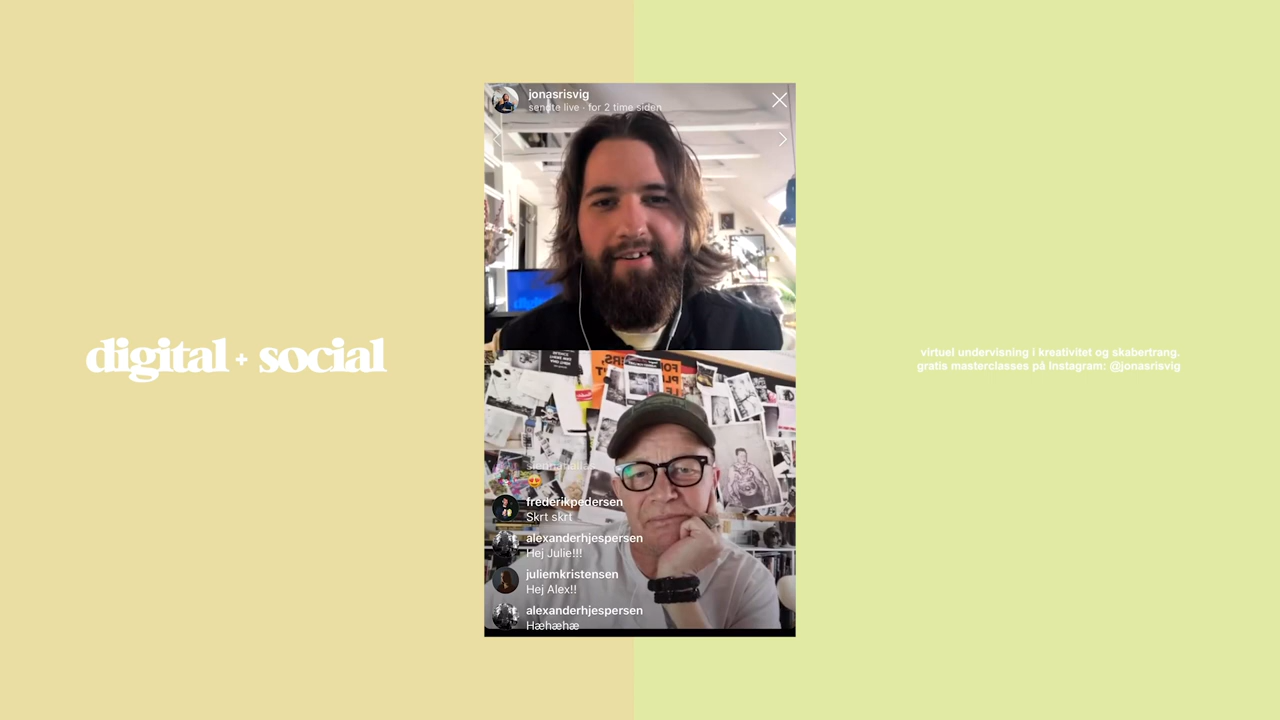 jonasrisvig
sendte live · for 2 time siden
digital + social
virtuel undervisning i kreativitet og skabertrang.
gratis masterclasses på Instagram: @jonasrisvig
😍
frederikpedersen
Skrt skrt
alexanderhjespersen
Hej Julie!!!
juliemkristensen
Hej Alex!!
alexanderhjespersen
Hæhæhæ